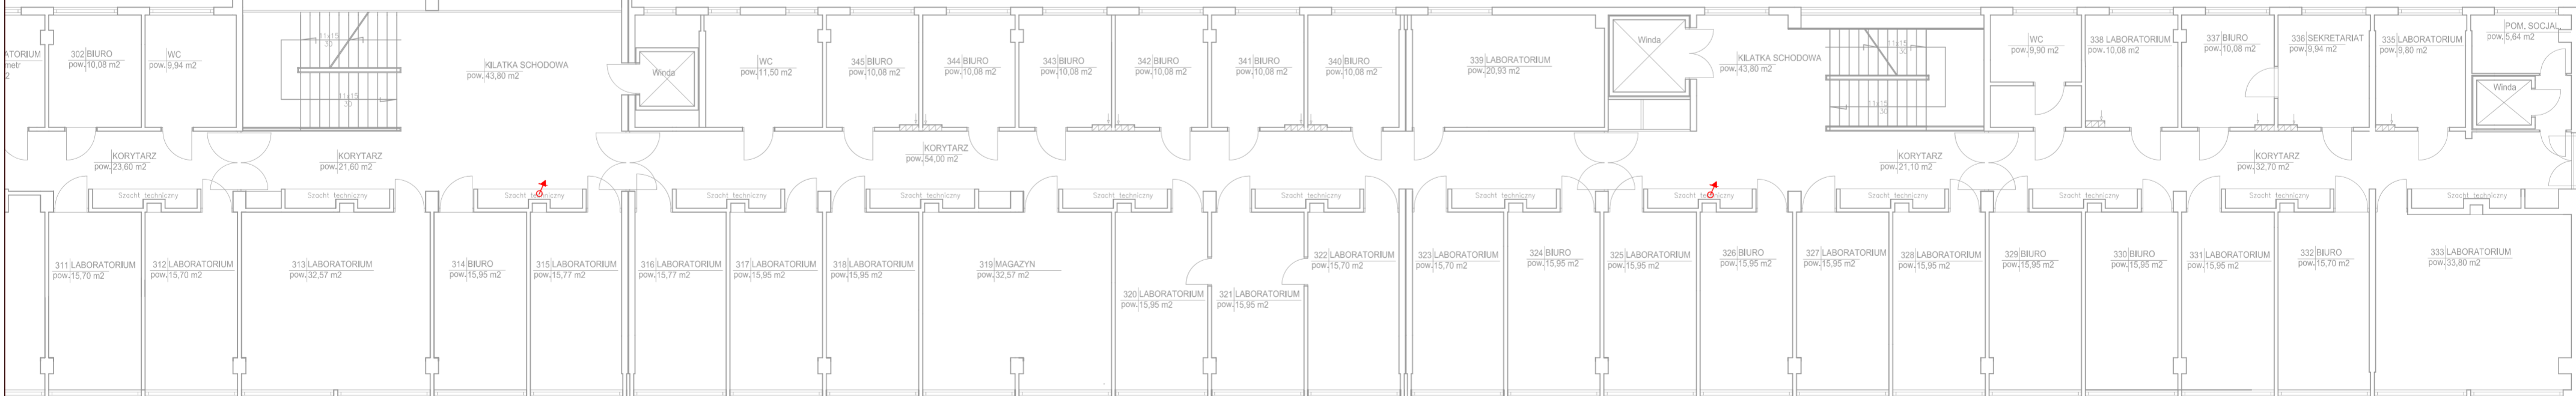 ATORIUM
metr
2
302 BIURO
pow. 10,08 m2
WC
pow. 9,94 m2
11x15
30
11x15
30
KLATKA SCHODOWA
pow. 43,80 m2
Winda
WC
pow. 11,50 m2
345 BIURO
pow. 10,08 m2
344 BIURO
pow. 10,08 m2
343 BIURO
pow. 10,08 m2
342 BIURO
pow. 10,08 m2
341 BIURO
pow. 10,08 m2
340 BIURO
pow. 10,08 m2
339 LABORATORIUM
pow. 20,93 m2
Winda
KLATKA SCHODOWA
pow. 43,80 m2
11x15
30
11x15
30
WC
pow. 9,90 m2
338 LABORATORIUM
pow. 10,08 m2
337 BIURO
pow. 10,08 m2
336 SEKRETARIAT
pow. 9,94 m2
335 LABORATORIUM
pow. 9,80 m2
POM. SOCJAL.
pow. 5,64 m2
Winda
KORYTARZ
pow. 23,60 m2
KORYTARZ
pow. 21,60 m2
KORYTARZ
pow. 54,00 m2
KORYTARZ
pow. 21,10 m2
KORYTARZ
pow. 32,70 m2
Szacht techniczny
Szacht techniczny
Szacht techniczny
Szacht techniczny
Szacht techniczny
Szacht techniczny
Szacht techniczny
Szacht techniczny
Szacht techniczny
Szacht techniczny
Szacht techniczny
Szacht techniczny
Szacht techniczny
311 LABORATORIUM
pow. 15,70 m2
312 LABORATORIUM
pow. 15,70 m2
313 LABORATORIUM
pow. 32,57 m2
314 BIURO
pow. 15,95 m2
315 LABORATORIUM
pow. 15,77 m2
316 LABORATORIUM
pow. 15,77 m2
317 LABORATORIUM
pow. 15,95 m2
318 LABORATORIUM
pow. 15,95 m2
319 MAGAZYN
pow. 32,57 m2
320 LABORATORIUM
pow. 15,95 m2
321 LABORATORIUM
pow. 15,95 m2
322 LABORATORIUM
pow. 15,70 m2
323 LABORATORIUM
pow. 15,70 m2
324 BIURO
pow. 15,95 m2
325 LABORATORIUM
pow. 15,95 m2
326 BIURO
pow. 15,95 m2
327 LABORATORIUM
pow. 15,95 m2
328 LABORATORIUM
pow. 15,95 m2
329 BIURO
pow. 15,95 m2
330 BIURO
pow. 15,95 m2
331 LABORATORIUM
pow. 15,95 m2
332 BIURO
pow. 15,70 m2
333 LABORATORIUM
pow. 33,80 m2